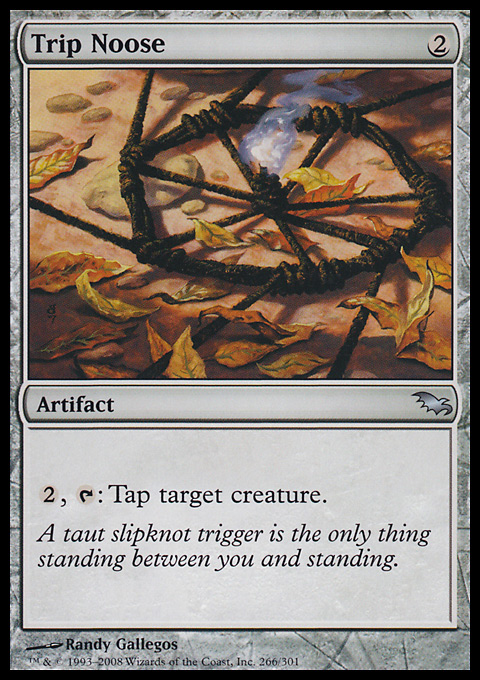 Trip Noose 2
Artifact
2, : Tap target creature.
A taut slipknot trigger is the only thing
standing between you and standing.
Randy Gallegos
™ & © 1993–2008 Wizards of the Coast, Inc. 266/301